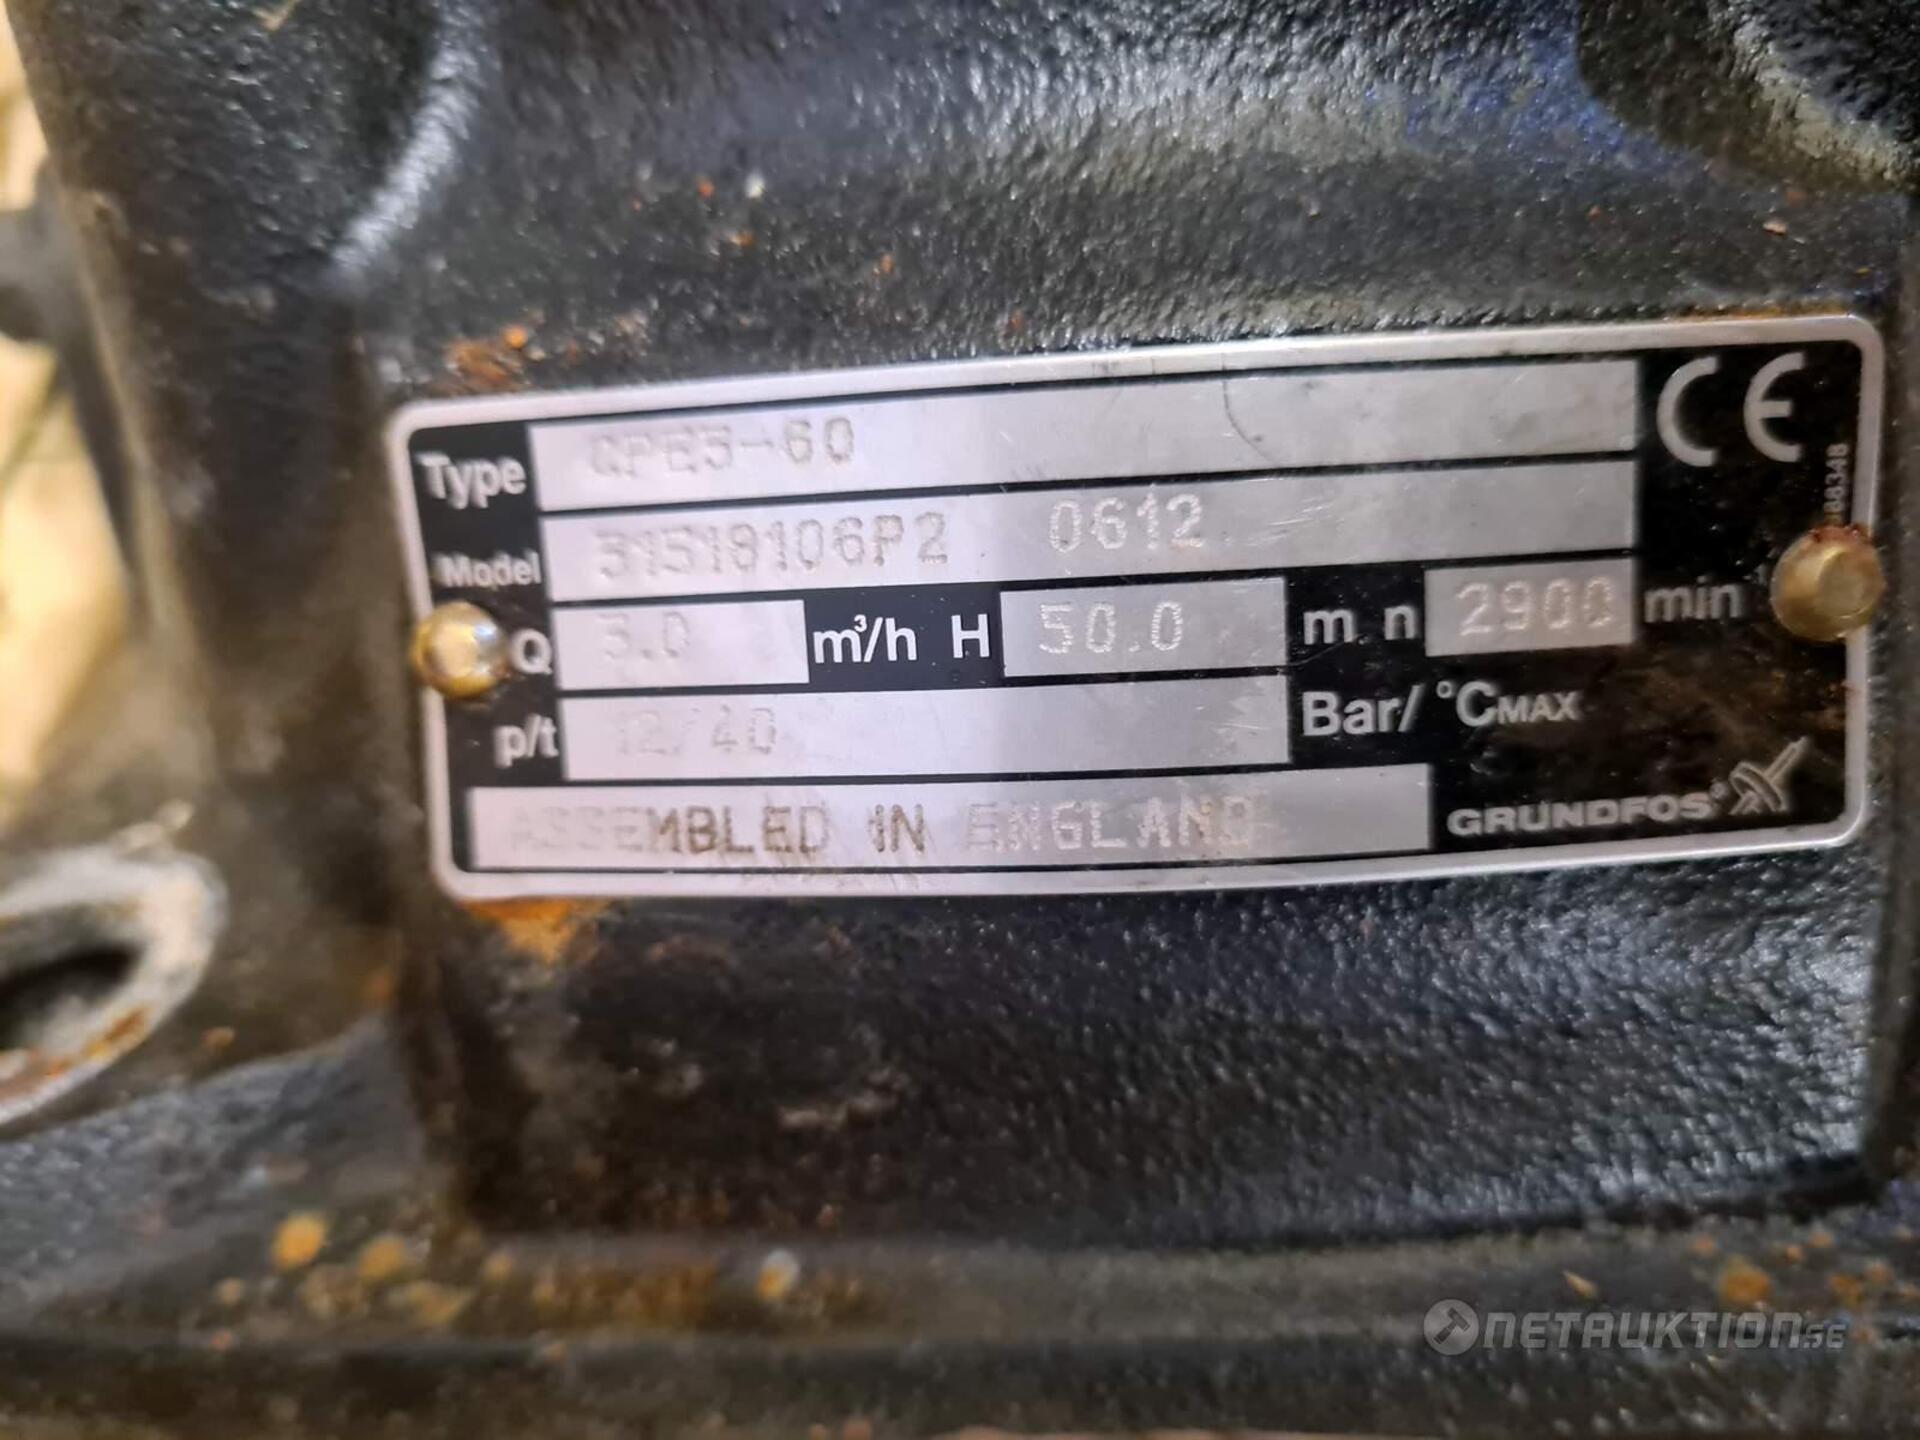 Type CPE5-60
Model 31518106P2 0612
Q 3.0 m³/h H 50.0 m n 2900 min
p/t 12/40 Bar/°CMAX
ASSEMBLED IN ENGLAND
GRUNDFOS
CE
NETAUKTION.SE